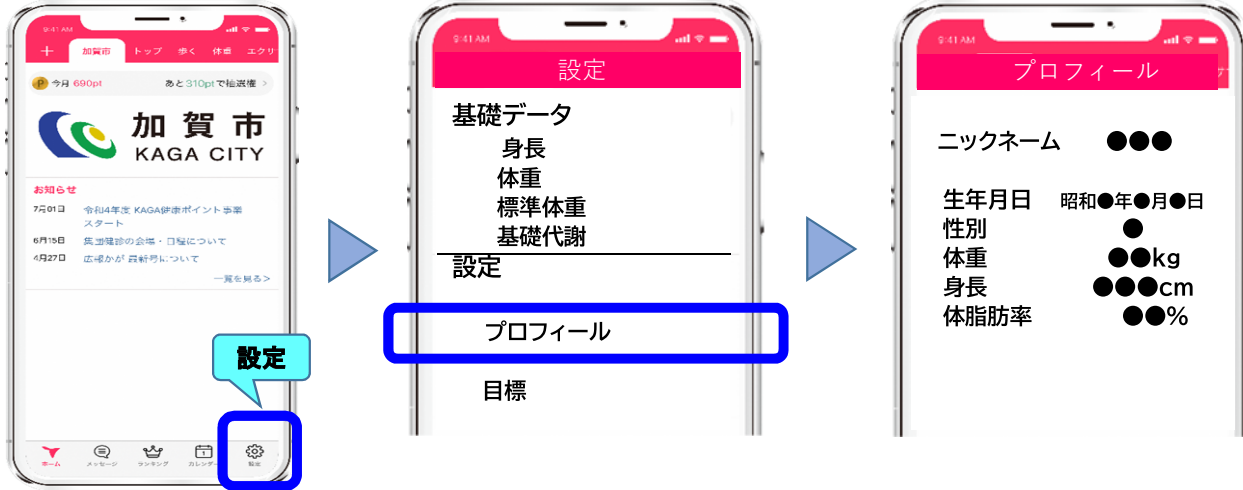 9:41 AM
加賀市 トップ 歩く 体重 エクサ
P 今月 690pt あと310ptで抽選権 >
加賀市
KAGA CITY
お知らせ
7月01日 令和4年度 KAGA健康ポイント事業
スタート
6月15日 集団健診の会場・日程について
4月27日 広報かが 最新号について
一覧を見る>
設定
ホーム メッセージ ランキング カレンダー 設定
9:41 AM
設定
基礎データ
身長
体重
標準体重
基礎代謝
設定
プロフィール
目標
9:41 AM
プロフィール
ニックネーム ●●●
生年月日 昭和●年●月●日
性別 ●
体重 ●●kg
身長 ●●●cm
体脂肪率 ●●%